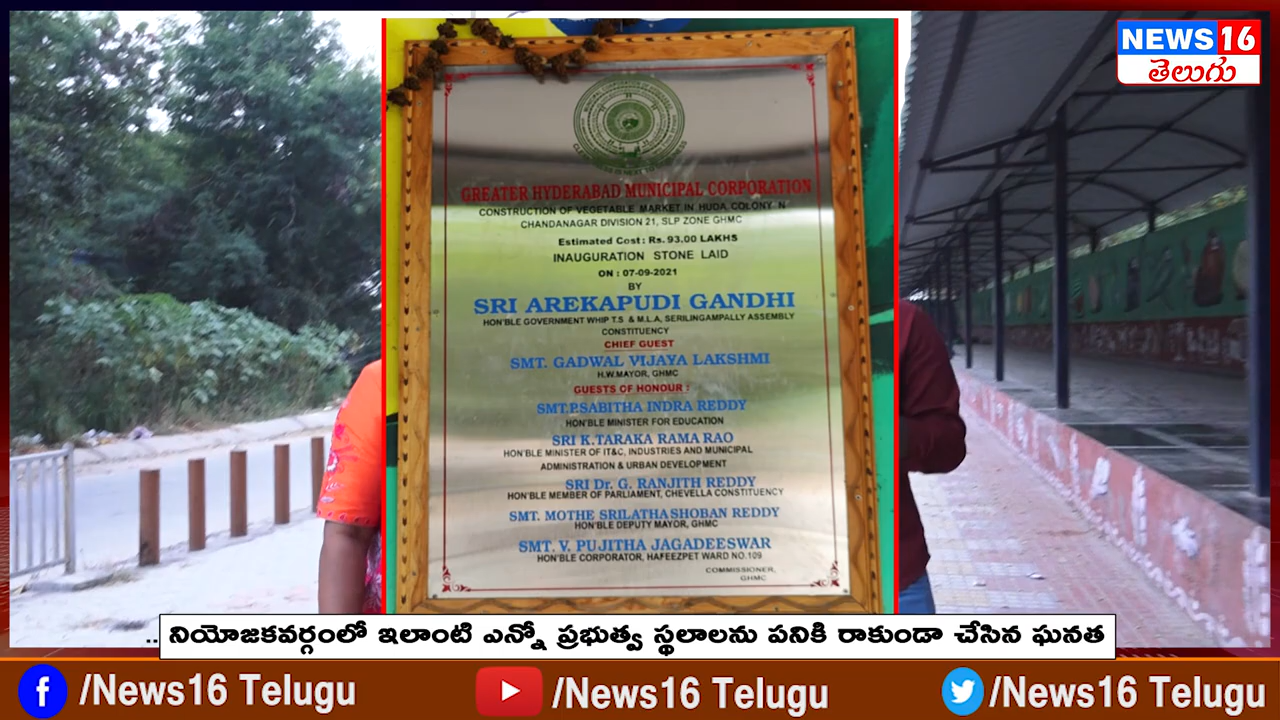 NEWS 16
తెలుగు
GREATER HYDERABAD MUNICIPAL CORPORATION
CONSTRUCTION OF VEGETABLE MARKET IN HUDA, COLONY N
CHANDANAGAR DIVISION 21, SLP ZONE GHMC
Estimated Cost: Rs. 93.00 LAKHS
INAUGURATION STONE LAID
ON : 07-09-2021
BY
SRI AREKAPUDI GANDHI
HON'BLE GOVERNMENT WHIP T.S & M.L.A, SERILINGAMPALLY ASSEMBLY
CONSTITUENCY
CHIEF GUEST
SMT. GADWAL VIJAYA LAKSHMI
H.W.MAYOR, GHMC
GUESTS OF HONOUR :
SMT.P.SABITHA INDRA REDDY
HON'BLE MINISTER FOR EDUCATION
SRI K.TARAKA RAMA RAO
HON'BLE MINISTER OF IT&C, INDUSTRIES AND MUNICIPAL
ADMINISTRATION & URBAN DEVELOPMENT
SRI Dr. G. RANJITH REDDY
HON'BLE MEMBER OF PARLIAMENT, CHEVELLA CONSTITUENCY
SMT. MOTHE SRILATHA SHOBAN REDDY
HON'BLE DEPUTY MAYOR, GHMC
SMT. V. PUJITHA JAGADEESWAR
HON'BLE CORPORATOR, HAFEEZPET WARD NO.109
COMMISSIONER,
GHMC
.. నియోజకవర్గంలో ఇలాంటి ఎన్నో ప్రభుత్వ స్థలాలను పనికి రాకుండా చేసిన ఘనత
/News16 Telugu /News16 Telugu /News16 Telugu